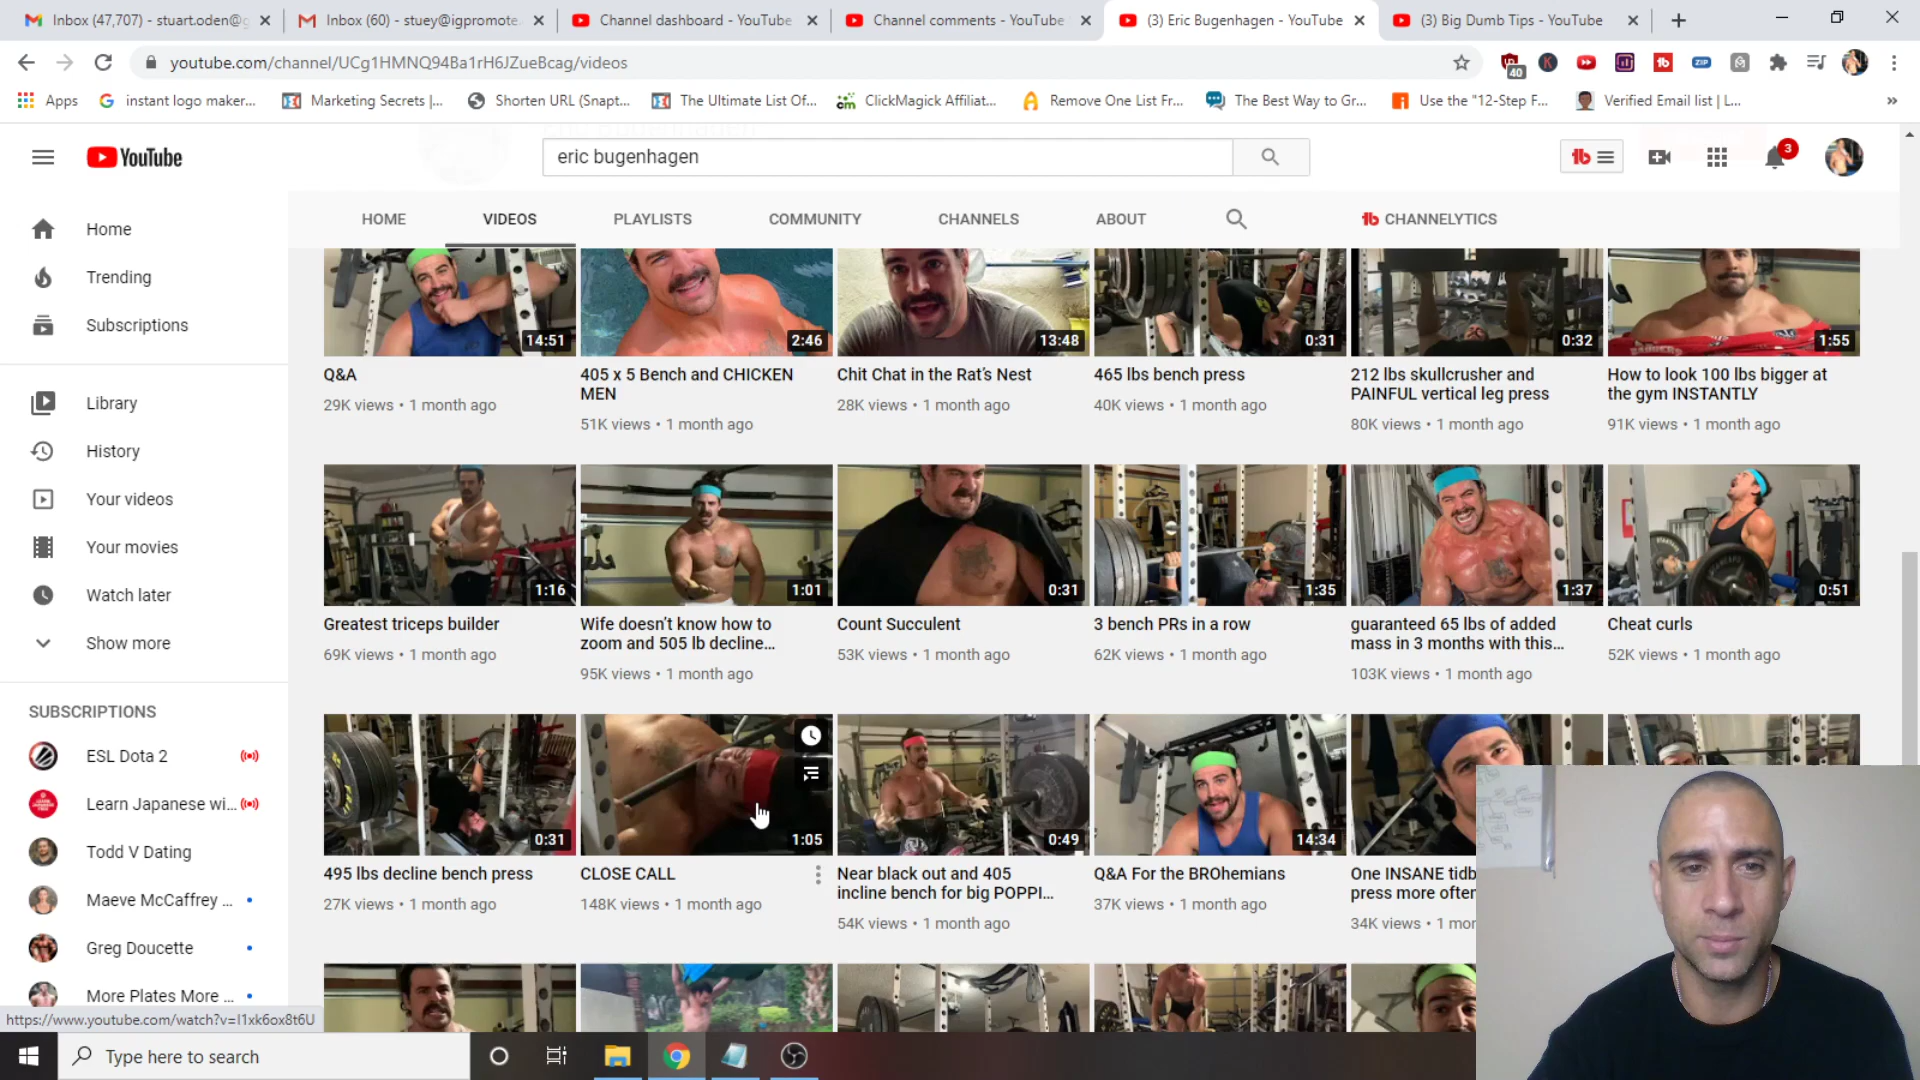 Inbox (47,707) - stuart.oden@g
Inbox (60) - stuey@igpromote.
Channel dashboard - YouTube
Channel comments - YouTube
(3) Eric Bugenhagen - YouTube
(3) Big Dumb Tips - YouTube
youtube.com/channel/UCg1HMNQ94Ba1rH6JZueBcag/videos
40
ZIP
Apps
instant logo maker...
Marketing Secrets |...
Shorten URL (Snapt...
The Ultimate List Of...
ClickMagick Affiliat...
Remove One List Fr...
The Best Way to Gr...
Use the "12-Step F...
Verified Email list | L...
YouTube
eric bugenhagen
3
HOME
VIDEOS
PLAYLISTS
COMMUNITY
CHANNELS
ABOUT
CHANNELYTICS
Home
Trending
Subscriptions
Library
History
Your videos
Your movies
Watch later
Show more
SUBSCRIPTIONS
ESL Dota 2
Learn Japanese wi...
Todd V Dating
Maeve McCaffrey ...
Greg Doucette
More Plates More ...
14:51
2:46
13:48
0:31
0:32
1:55
Q&A
29K views • 1 month ago
405 x 5 Bench and CHICKEN
MEN
51K views • 1 month ago
Chit Chat in the Rat's Nest
28K views • 1 month ago
465 lbs bench press
40K views • 1 month ago
212 lbs skullcrusher and
PAINFUL vertical leg press
80K views • 1 month ago
How to look 100 lbs bigger at
the gym INSTANTLY
91K views • 1 month ago
1:16
1:01
0:31
1:35
1:37
0:51
Greatest triceps builder
69K views • 1 month ago
Wife doesn't know how to
zoom and 505 lb decline...
95K views • 1 month ago
Count Succulent
53K views • 1 month ago
3 bench PRs in a row
62K views • 1 month ago
guaranteed 65 lbs of added
mass in 3 months with this...
103K views • 1 month ago
Cheat curls
52K views • 1 month ago
0:31
1:05
0:49
14:34
495 lbs decline bench press
27K views • 1 month ago
CLOSE CALL
148K views • 1 month ago
Near black out and 405
incline bench for big POPPI...
54K views • 1 month ago
Q&A For the BROhemians
37K views • 1 month ago
One INSANE tidb
press more often
34K views • 1 mor
https://www.youtube.com/watch?v=I1xk6ox8t6U
Type here to search